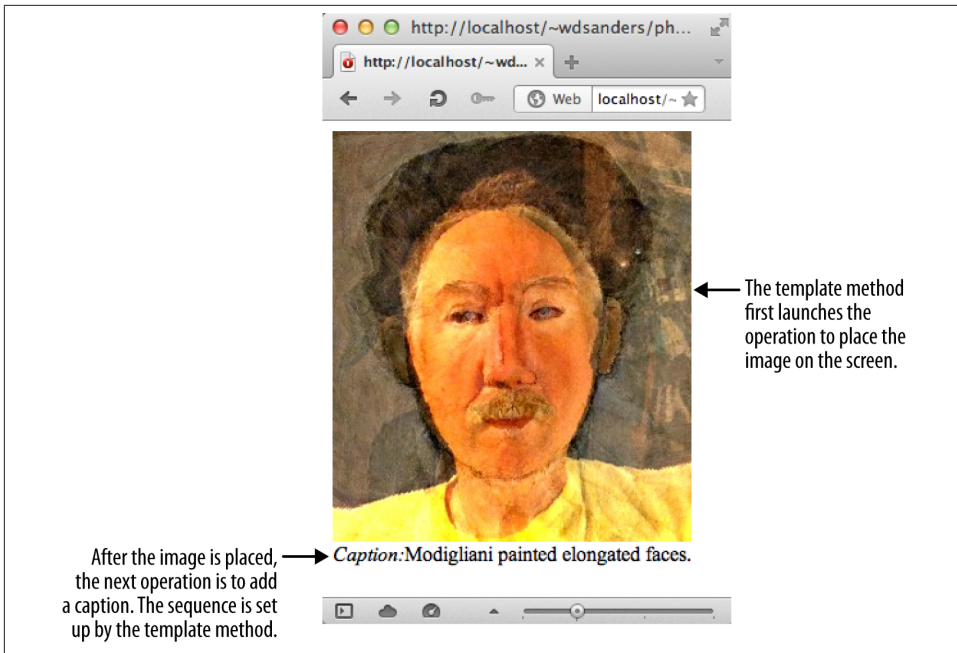 http://localhost/~wdsanders/ph...
http://localhost/~wd...
Web
localhost/~
The template method
first launches the
operation to place the
image on the screen.
Caption:Modigliani painted elongated faces.
After the image is placed,
the next operation is to add
a caption. The sequence is set
up by the template method.